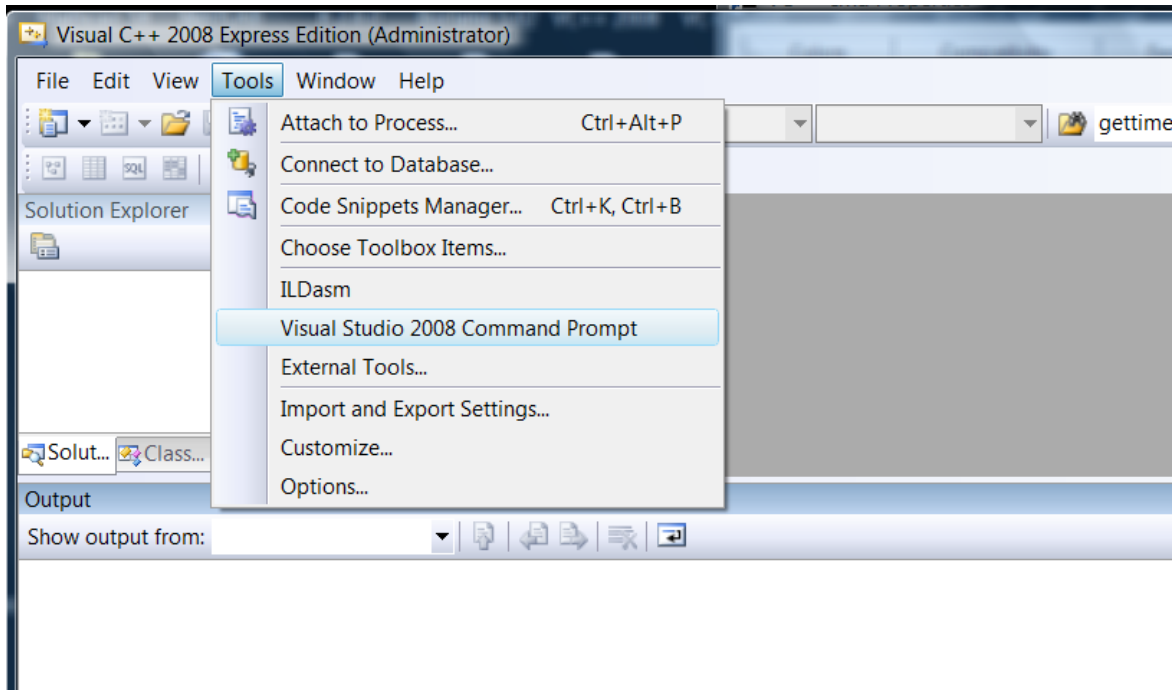 Visual C++ 2008 Express Edition (Administrator)
File Edit View Tools Window Help
Attach to Process... Ctrl+Alt+P
gettime
Connect to Database...
SQL
Solution Explorer
Code Snippets Manager... Ctrl+K, Ctrl+B
Choose Toolbox Items...
ILDasm
Visual Studio 2008 Command Prompt
External Tools...
Import and Export Settings...
Solut... Class...
Customize...
Options...
Output
Show output from: